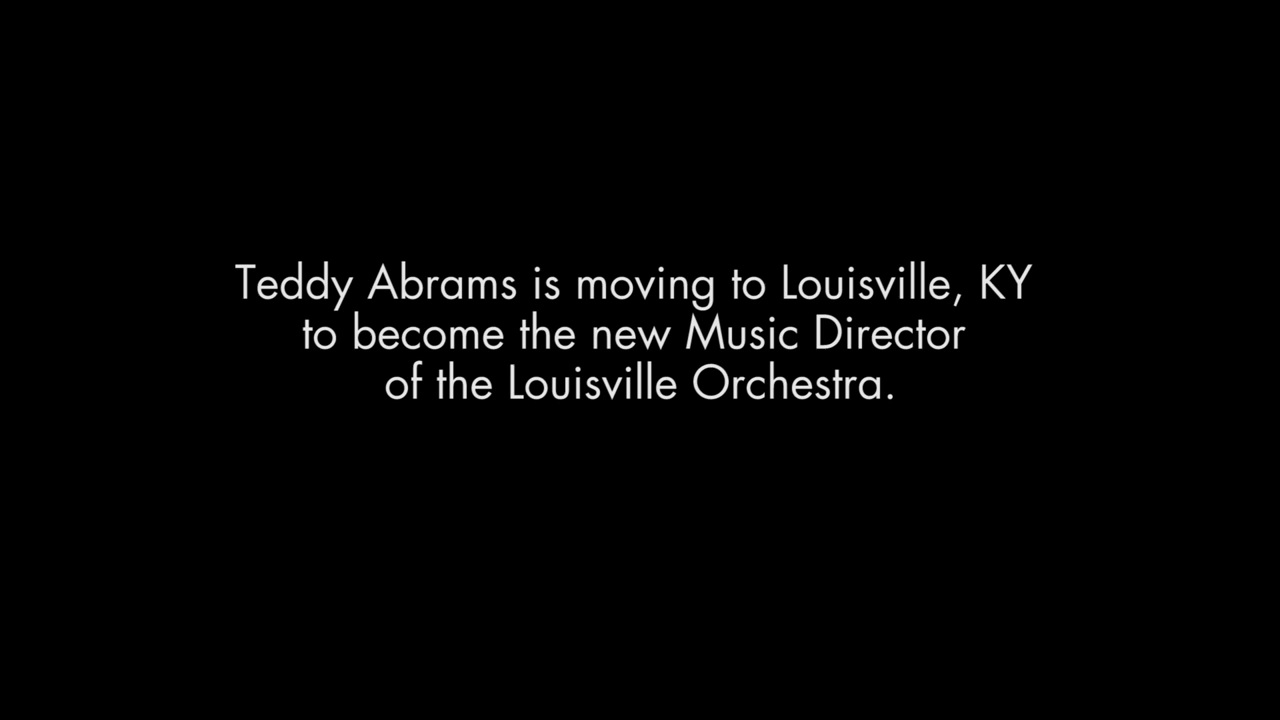 Teddy Abrams is moving to Louisville, KY
to become the new Music Director
of the Louisville Orchestra.